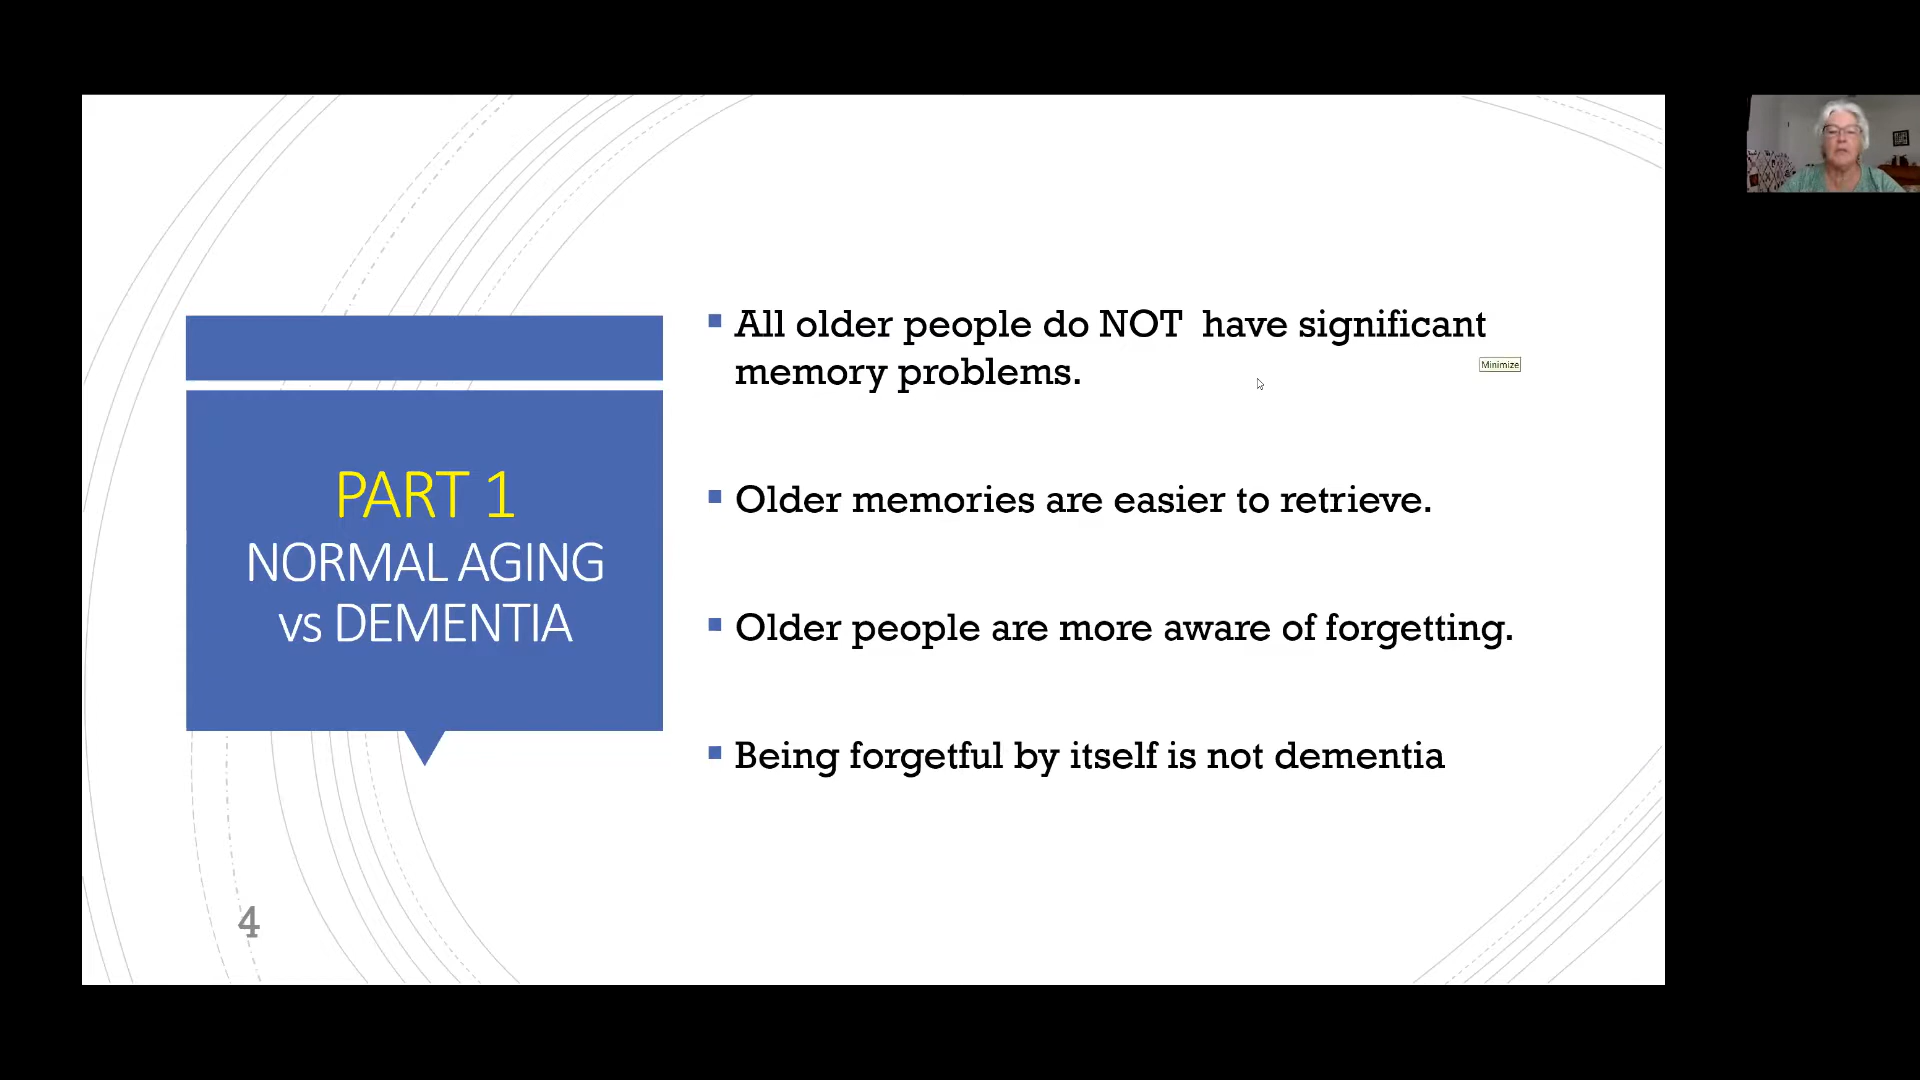 PART 1
NORMAL AGING
vs DEMENTIA
All older people do NOT have significant
memory problems.
Minimize
Older memories are easier to retrieve.
Older people are more aware of forgetting.
Being forgetful by itself is not dementia
4